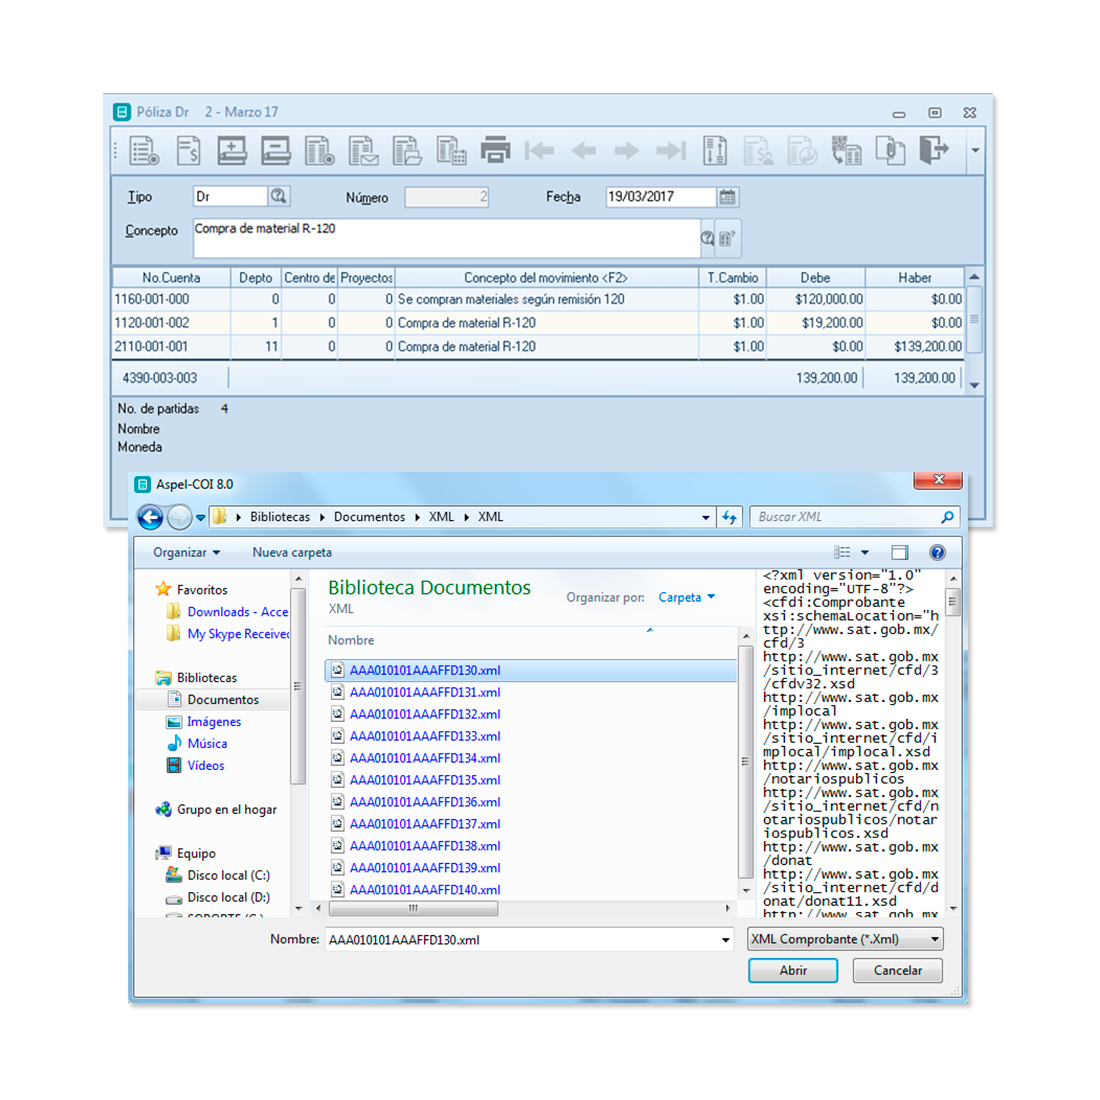 Póliza Dr 2 - Marzo 17
Tipo Dr Número 2 Fecha 19/03/2017
Concepto Compra de material R-120
No.Cuenta Depto Centro de Proyectos Concepto del movimiento <F2> T.Cambio Debe Haber
1160-001-000 0 0 0 Se compran materiales según remisión 120 $1.00 $120,000.00 $0.00
1120-001-002 1 0 0 Compra de material R-120 $1.00 $19,200.00 $0.00
2110-001-001 11 0 0 Compra de material R-120 $1.00 $0.00 $139,200.00
4390-003-003 139,200.00 139,200.00
No. de partidas 4
Nombre
Moneda
Aspel-COI 8.0
Bibliotecas Documentos XML XML Buscar XML
Organizar Nueva carpeta
Favoritos
Downloads - Acce
My Skype Received
Bibliotecas
Documentos
Imágenes
Música
Vídeos
Grupo en el hogar
Equipo
Disco local (C:)
Disco local (D:)
Biblioteca Documentos
XML
Organizar por: Carpeta
Nombre
AAA010101AAAFFD130.xml
AAA010101AAAFFD131.xml
AAA010101AAAFFD132.xml
AAA010101AAAFFD133.xml
AAA010101AAAFFD134.xml
AAA010101AAAFFD135.xml
AAA010101AAAFFD136.xml
AAA010101AAAFFD137.xml
AAA010101AAAFFD138.xml
AAA010101AAAFFD139.xml
AAA010101AAAFFD140.xml
<?xml version="1.0"
encoding="UTF-8"?>
<cfdi:Comprobante
xsi:schemaLocation="h
ttp://www.sat.gob.mx/
cfd/3
http://www.sat.gob.mx
/sitio_internet/cfd/3
/cfdv32.xsd
http://www.sat.gob.mx
/implocal
http://www.sat.gob.mx
/sitio_internet/cfd/i
mplocal/implocal.xsd
http://www.sat.gob.mx
/notariospublicos
http://www.sat.gob.mx
/sitio_internet/cfd/n
otariospublicos/notar
iospublicos.xsd
http://www.sat.gob.mx
/donat
http://www.sat.gob.mx
/sitio_internet/cfd/d
onat/donat11.xsd
http://www.sat.gob.mx
Nombre: AAA010101AAAFFD130.xml XML Comprobante (*.Xml)
Abrir Cancelar